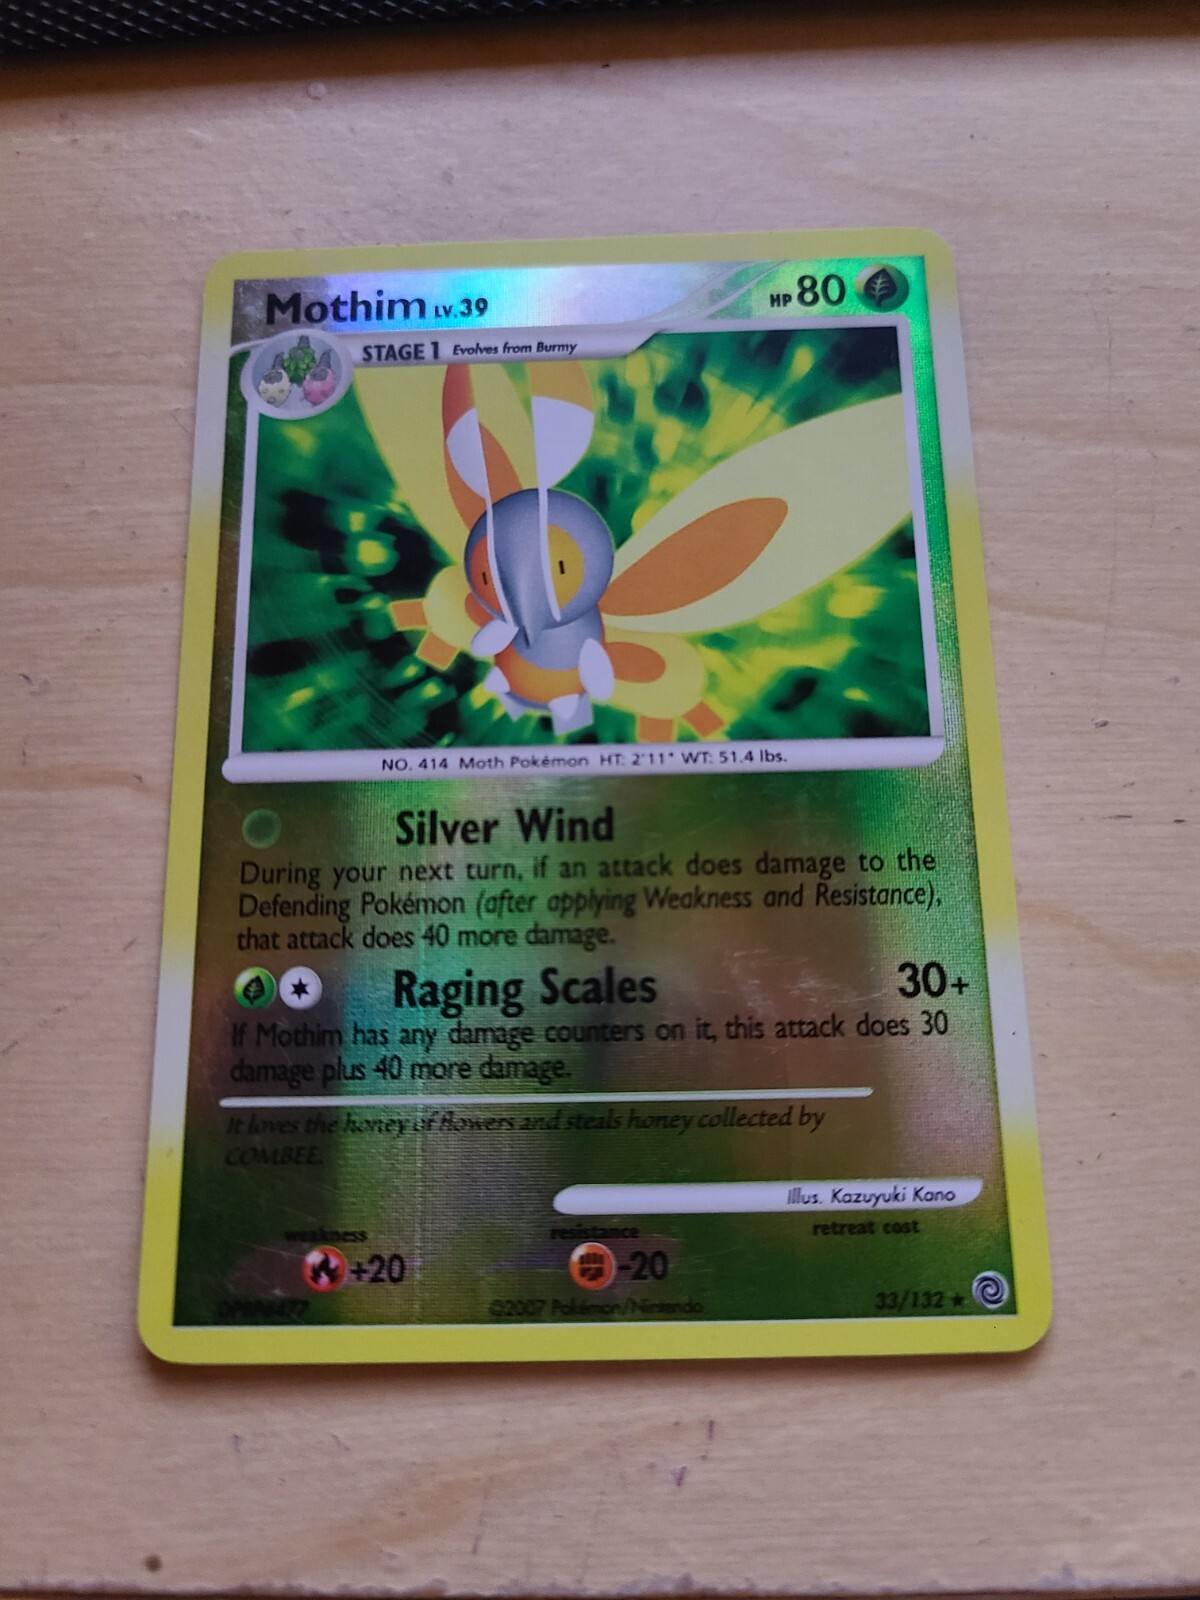 Mothim LV.39
HP 80
STAGE 1 Evolves from Burmy
NO. 414 Moth Pokémon HT: 2'11" WT: 51.4 lbs.
Silver Wind
During your next turn, if an attack does damage to the
Defending Pokémon (after applying Weakness and Resistance),
that attack does 40 more damage.
Raging Scales 30+
If Mothim has any damage counters on it, this attack does 30
damage plus 40 more damage.
It loves the honey of flowers and steals honey collected by
COMBEE.
Illus. Kazuyuki Kano
weakness resistance retreat cost
+20 -20
©2007 Pokémon/Nintendo 33/132 ★